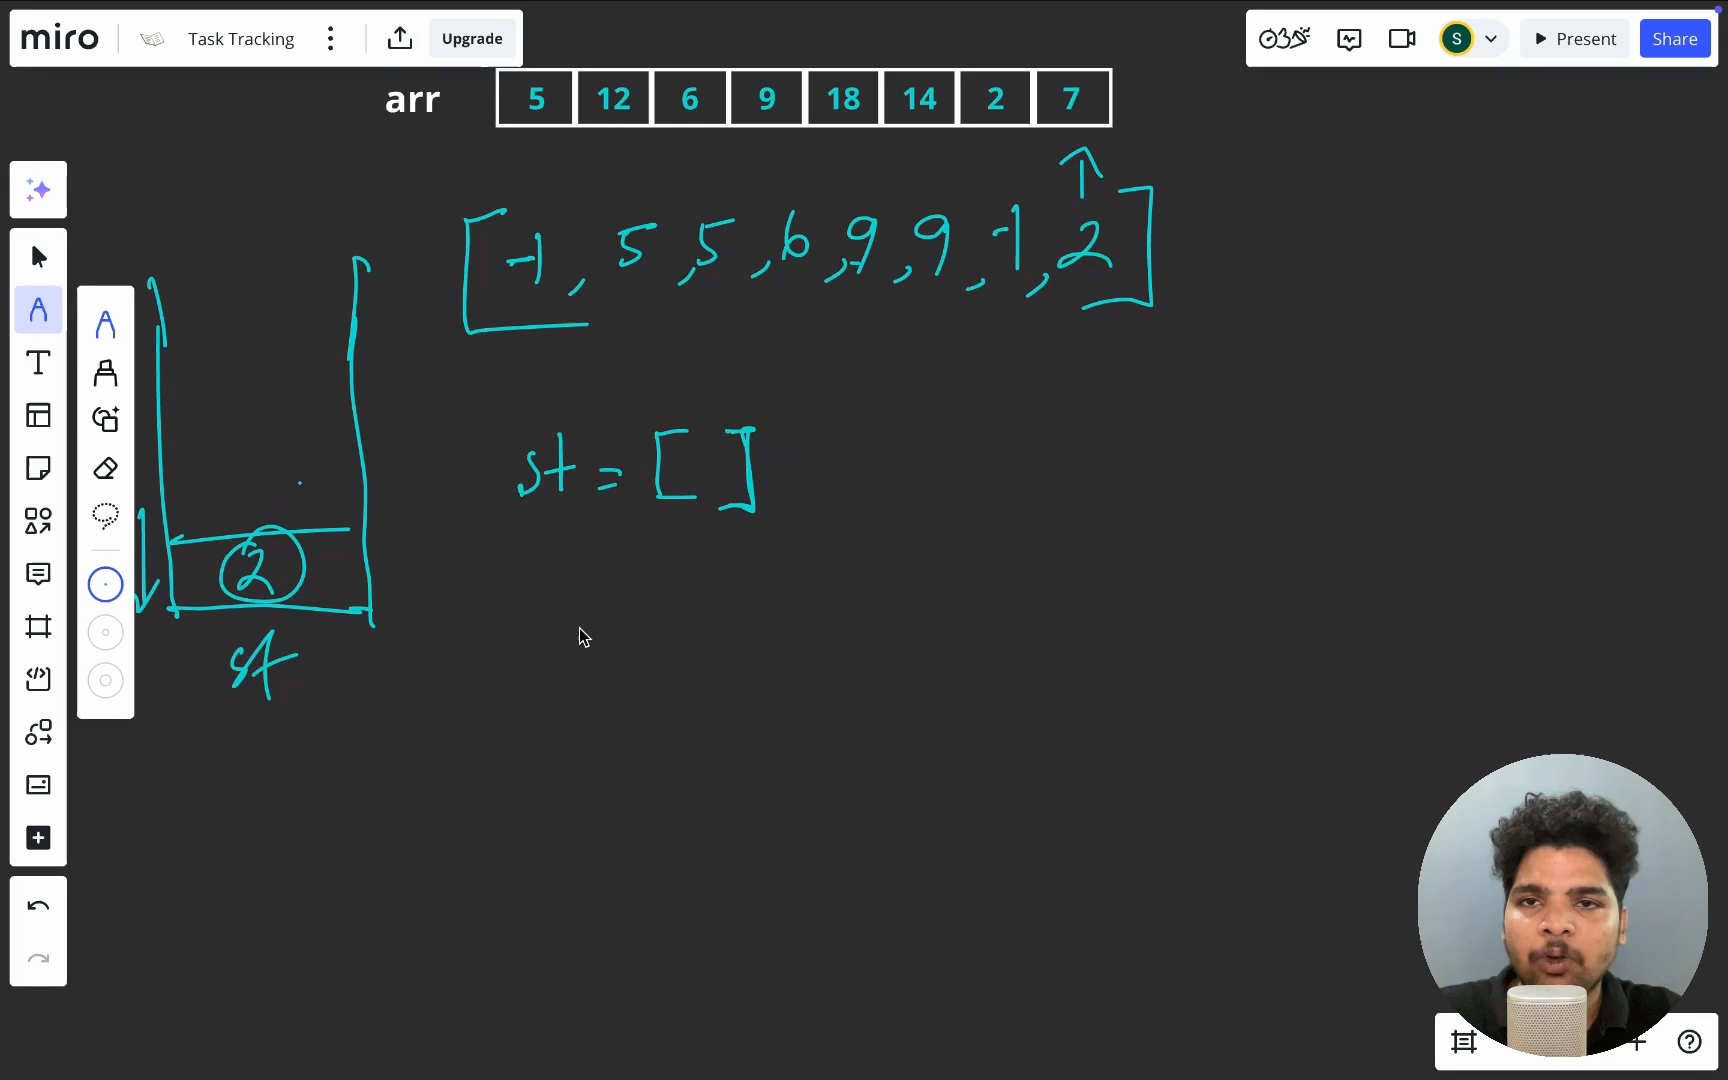 miro Task Tracking Upgrade S Present Share
arr 5 12 6 9 18 14 2 7
[-1, 5, 5, 6, 9, 9, -1, 2]
T
st = [ ]
2
st